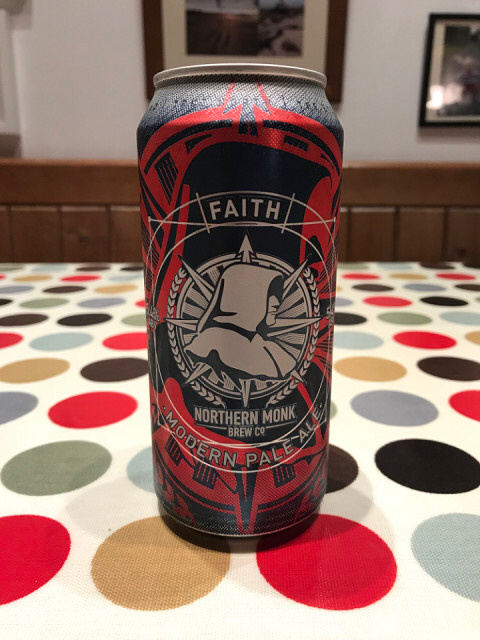 FAITH
NORTHERN MONK
BREW CO
MODERN PALE ALE